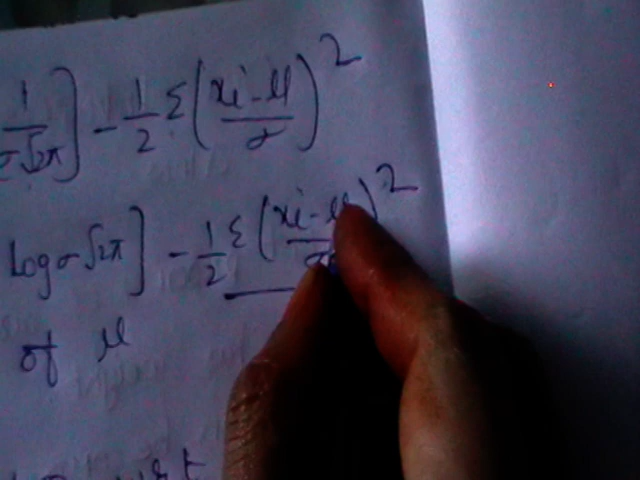 1/σ√2π] - 1/2 Σ(xi - μ/σ)²
Log σ√2π] - 1/2 Σ(xi - μ/σ)²
of μ
w.r.t